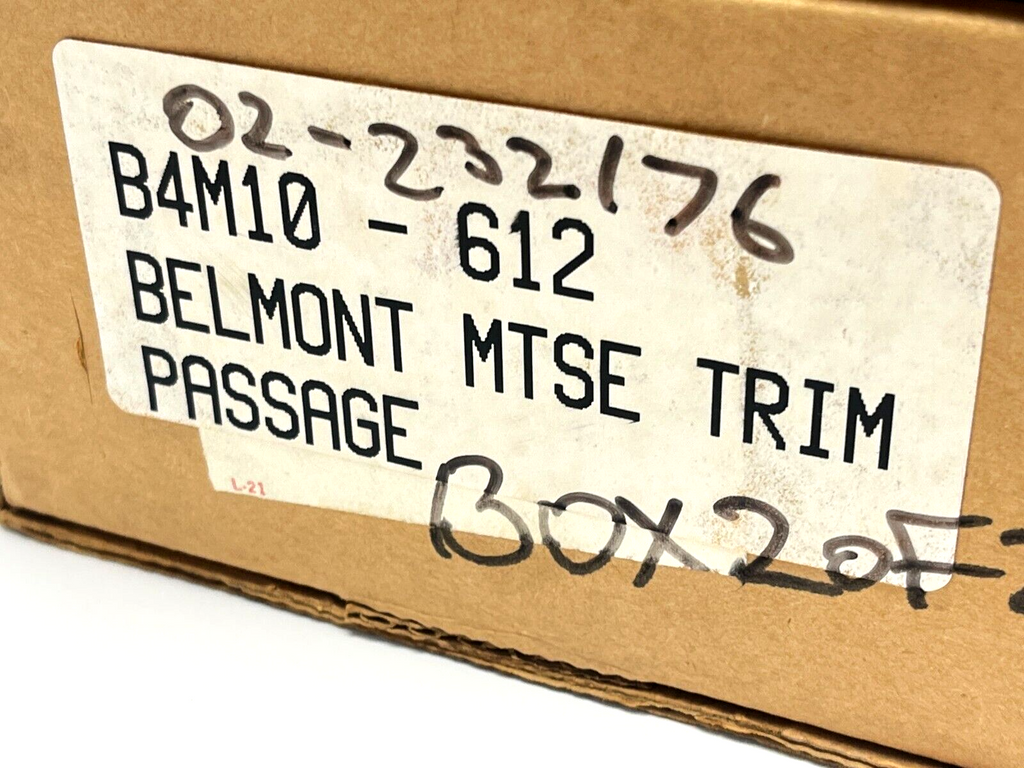 02-232176
B4M10 - 612
BELMONT MTSE TRIM
PASSAGE
L-21
BOX 2 OF